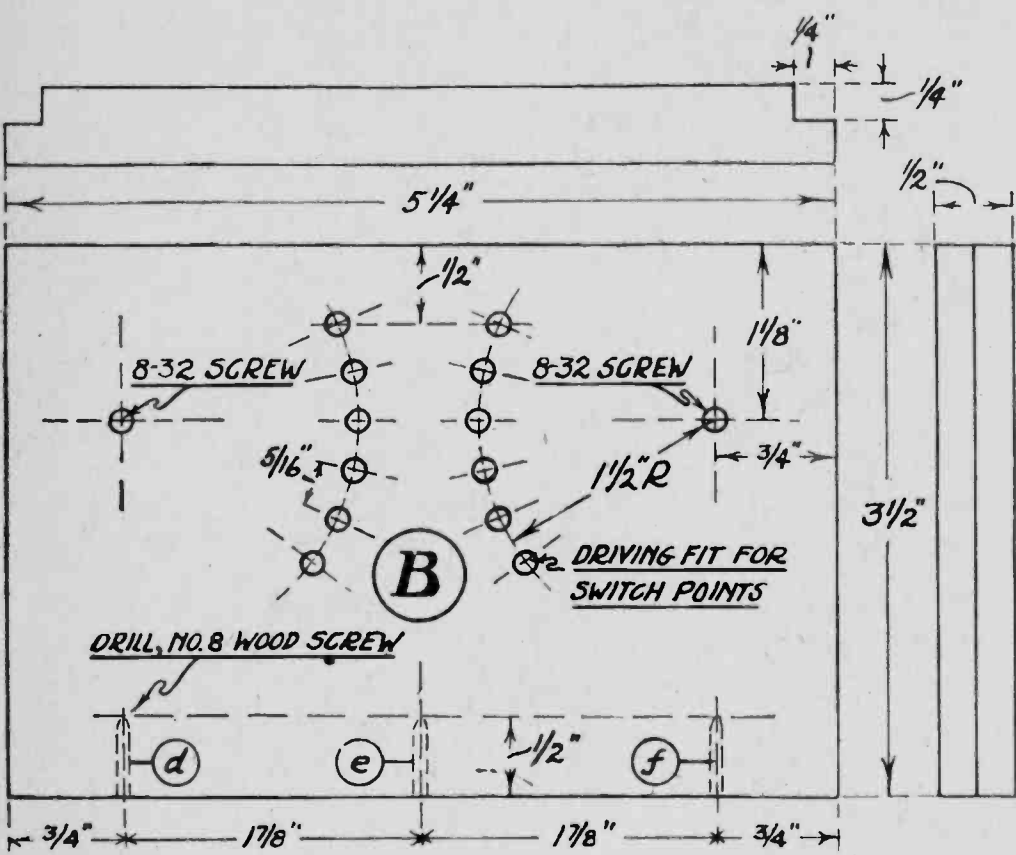 1/4"
1/4"
5 1/4"
1/2"
1/2"
1 1/8"
8-32 SCREW
8-32 SCREW
3/4"
5/16"
1 1/2" R
3 1/2"
B
DRIVING FIT FOR
SWITCH POINTS
DRILL, NO. 8 WOOD SCREW
d
e
1/2"
f
3/4"
1 7/8"
1 7/8"
3/4"